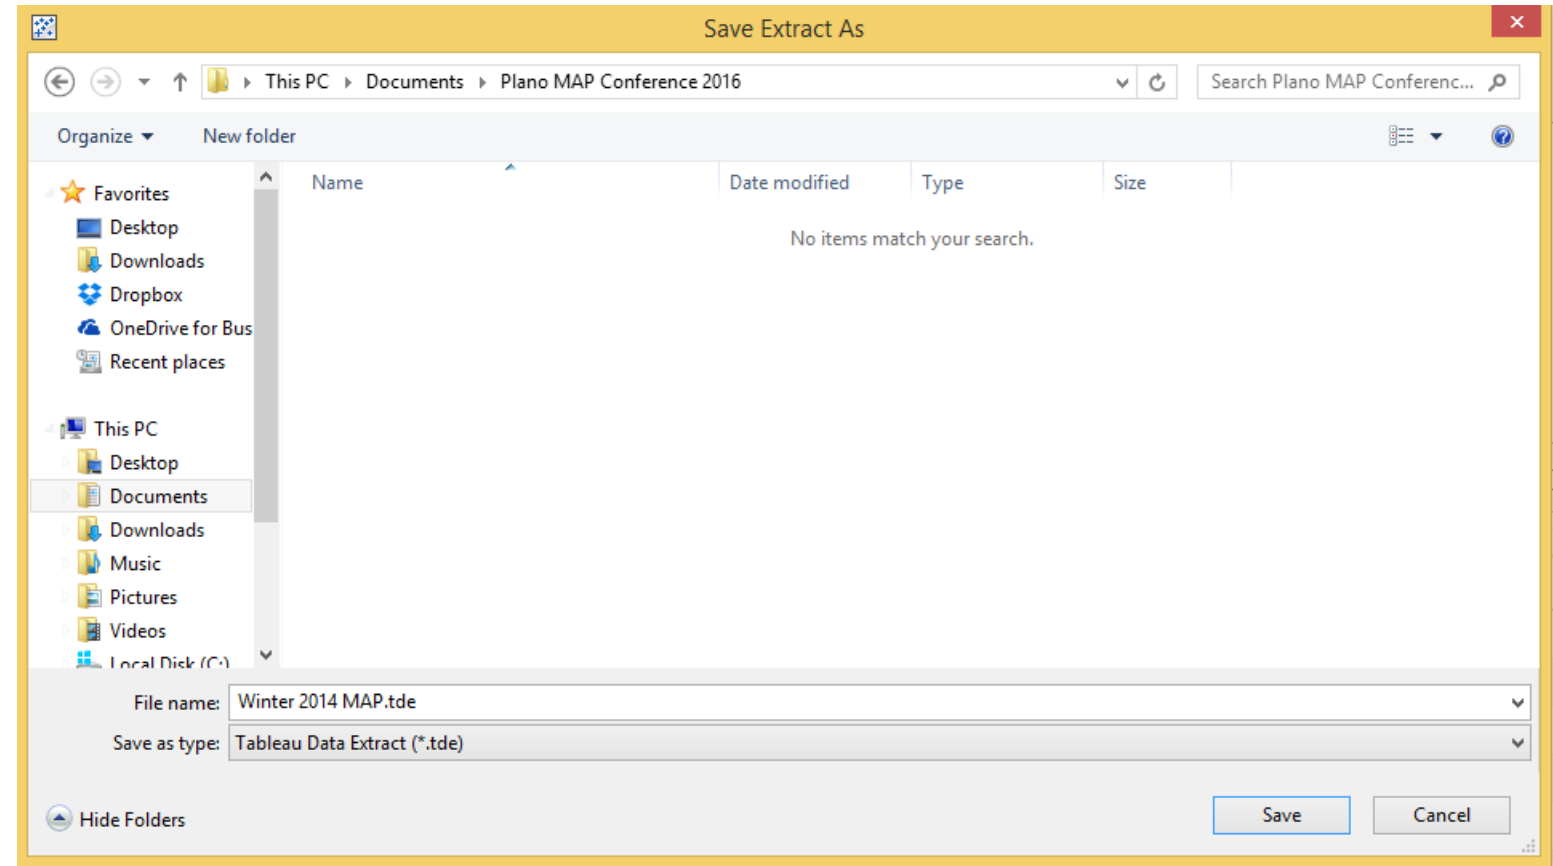 Save Extract As
This PC Documents Plano MAP Conference 2016 Search Plano MAP Conferenc...
Organize New folder
Name Date modified Type Size
No items match your search.
Favorites
Desktop
Downloads
Dropbox
OneDrive for Bus
Recent places
This PC
Desktop
Documents
Downloads
Music
Pictures
Videos
Local Disk (C:)
File name: Winter 2014 MAP.tde
Save as type: Tableau Data Extract (*.tde)
Hide Folders Save Cancel